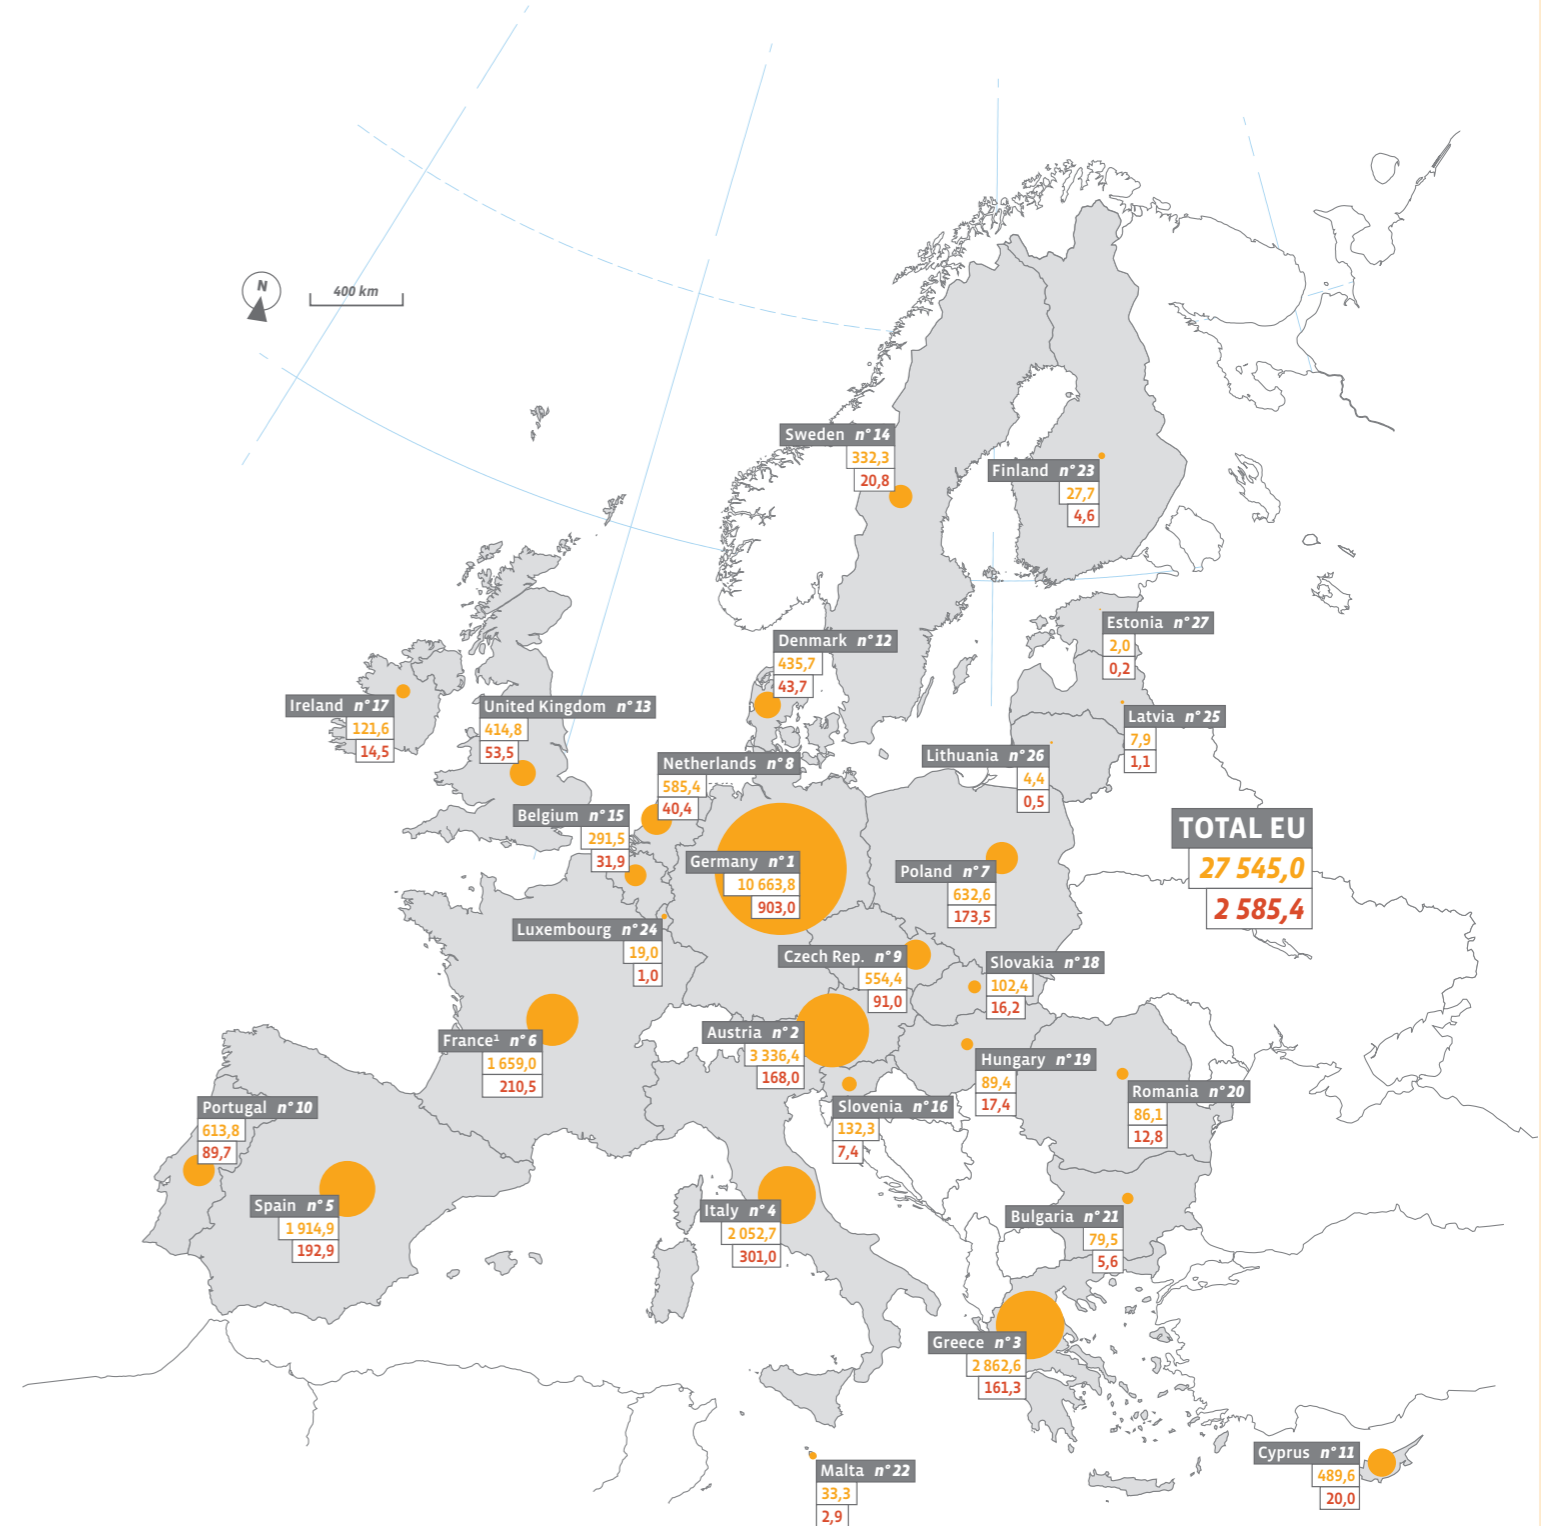 N
400 km
Sweden n° 14
332,3
20,8
Finland n° 23
27,7
4,6
Estonia n° 27
2,0
0,2
Denmark n° 12
435,7
43,7
Ireland n° 17
121,6
14,5
United Kingdom n° 13
414,8
53,5
Latvia n° 25
7,9
1,1
Lithuania n° 26
4,4
0,5
Netherlands n° 8
585,4
40,4
Belgium n° 15
291,5
31,9
TOTAL EU
27 545,0
2 585,4
Germany n° 1
10 663,8
903,0
Poland n° 7
632,6
173,5
Luxembourg n° 24
19,0
1,0
Czech Rep. n° 9
554,4
91,0
Slovakia n° 18
102,4
16,2
France¹ n° 6
1 659,0
210,5
Austria n° 2
3 336,4
168,0
Hungary n° 19
89,4
17,4
Romania n° 20
86,1
12,8
Portugal n° 10
613,8
89,7
Slovenia n° 16
132,3
7,4
Spain n° 5
1 914,9
192,9
Italy n° 4
2 052,7
301,0
Bulgaria n° 21
79,5
5,6
Greece n° 3
2 862,6
161,3
Cyprus n° 11
489,6
20,0
Malta n° 22
33,3
2,9